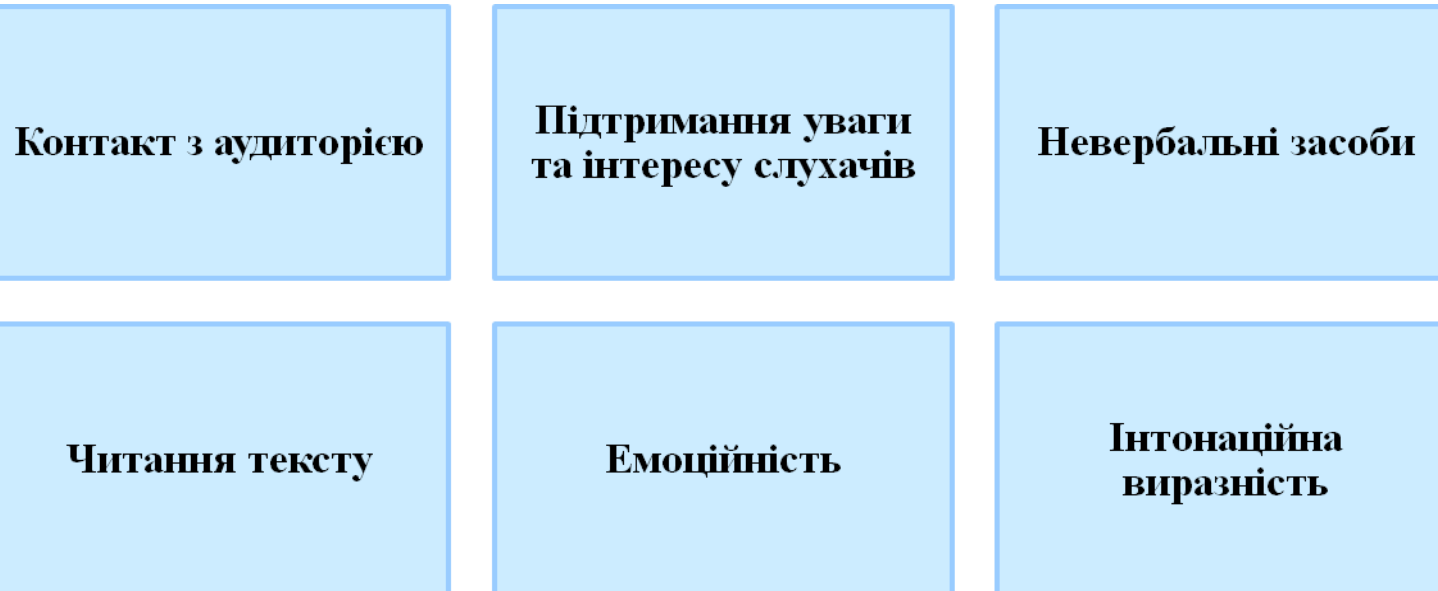 Контакт з аудиторією
Підтримання уваги
та інтересу слухачів
Невербальні засоби
Читання тексту
Емоційність
Інтонаційна
виразність